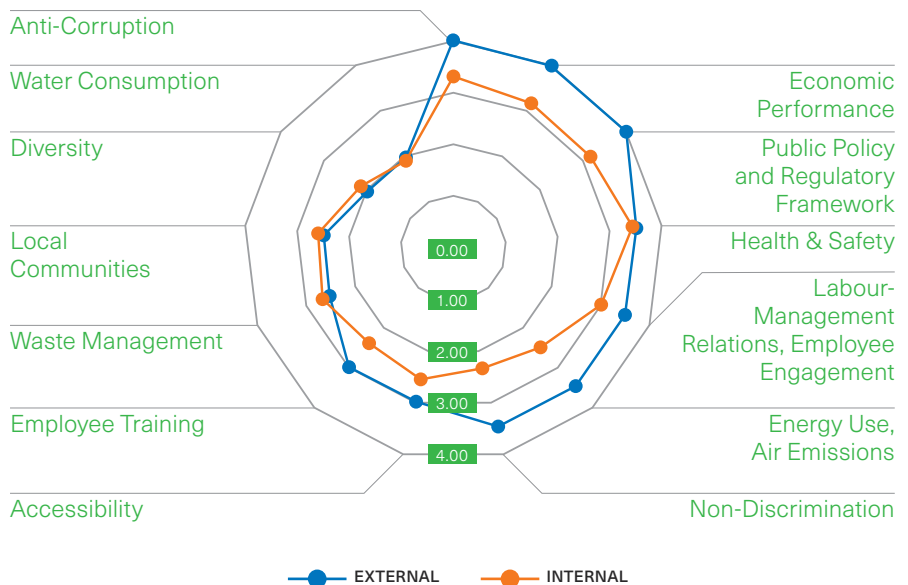 Anti-Corruption
Water Consumption
Diversity
Local
Communities
Waste Management
Employee Training
Accessibility
Economic
Performance
Public Policy
and Regulatory
Framework
Health & Safety
Labour-
Management
Relations, Employee
Engagement
Energy Use,
Air Emissions
Non-Discrimination
0.00
1.00
2.00
3.00
4.00
EXTERNAL
INTERNAL